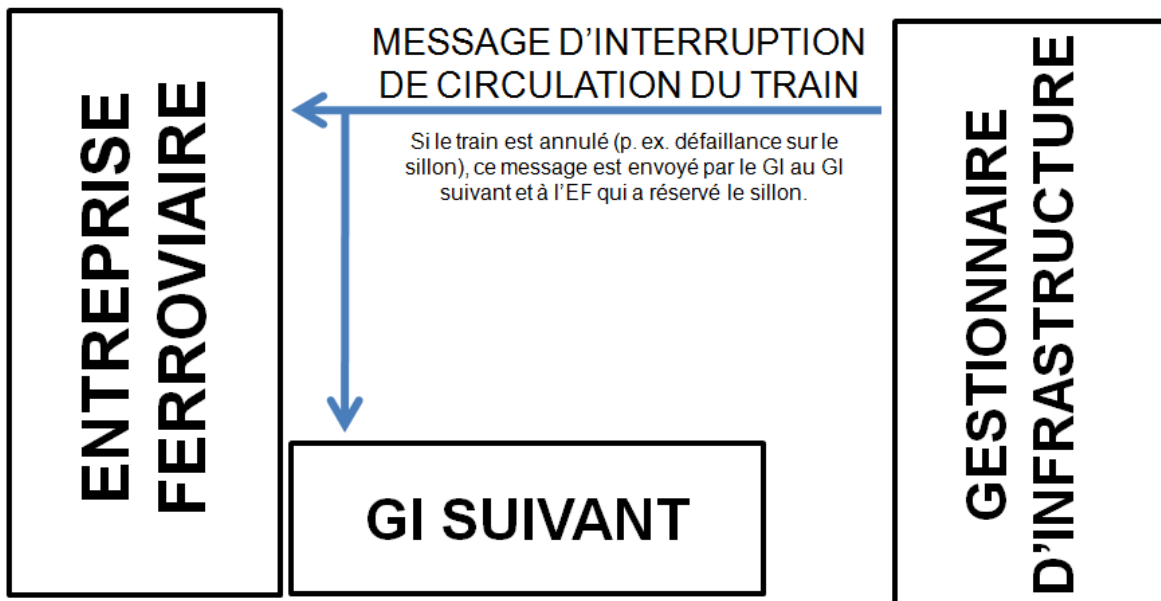 ENTREPRISE
FERROVIAIRE
MESSAGE D'INTERRUPTION
DE CIRCULATION DU TRAIN
Si le train est annulé (p. ex. défaillance sur le
sillon), ce message est envoyé par le GI au GI
suivant et à l'EF qui a réservé le sillon.
GI SUIVANT
GESTIONNAIRE
D'INFRASTRUCTURE